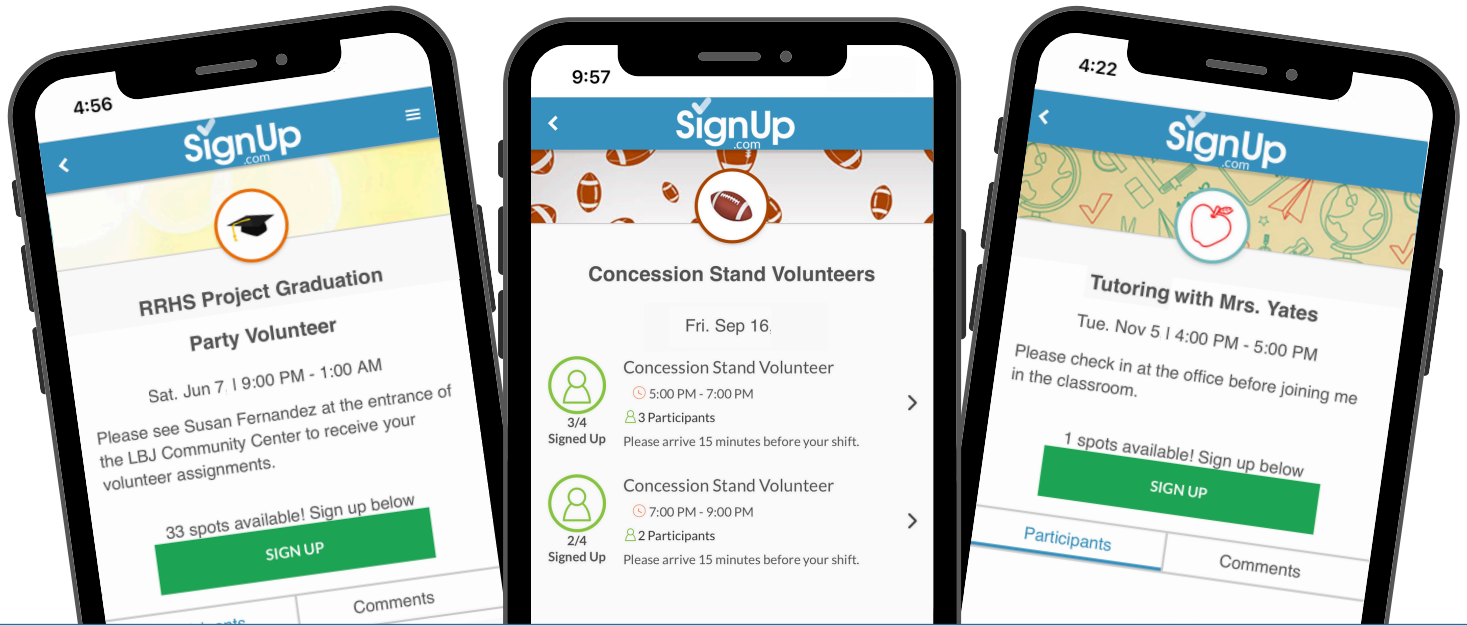 4:56
SignUp
.com
RRHS Project Graduation
Party Volunteer
Sat. Jun 7, | 9:00 PM - 1:00 AM
Please see Susan Fernandez at the entrance of
the LBJ Community Center to receive your
volunteer assignments.
33 spots available! Sign up below
SIGN UP
Comments
9:57
SignUp
.com
Concession Stand Volunteers
Fri. Sep 16,
Concession Stand Volunteer
5:00 PM - 7:00 PM
3 Participants
3/4
Signed Up
Please arrive 15 minutes before your shift.
Concession Stand Volunteer
7:00 PM - 9:00 PM
2 Participants
2/4
Signed Up
Please arrive 15 minutes before your shift.
4:22
SignUp
.com
Tutoring with Mrs. Yates
Tue. Nov 5 | 4:00 PM - 5:00 PM
Please check in at the office before joining me
in the classroom.
1 spots available! Sign up below
SIGN UP
Participants
Comments